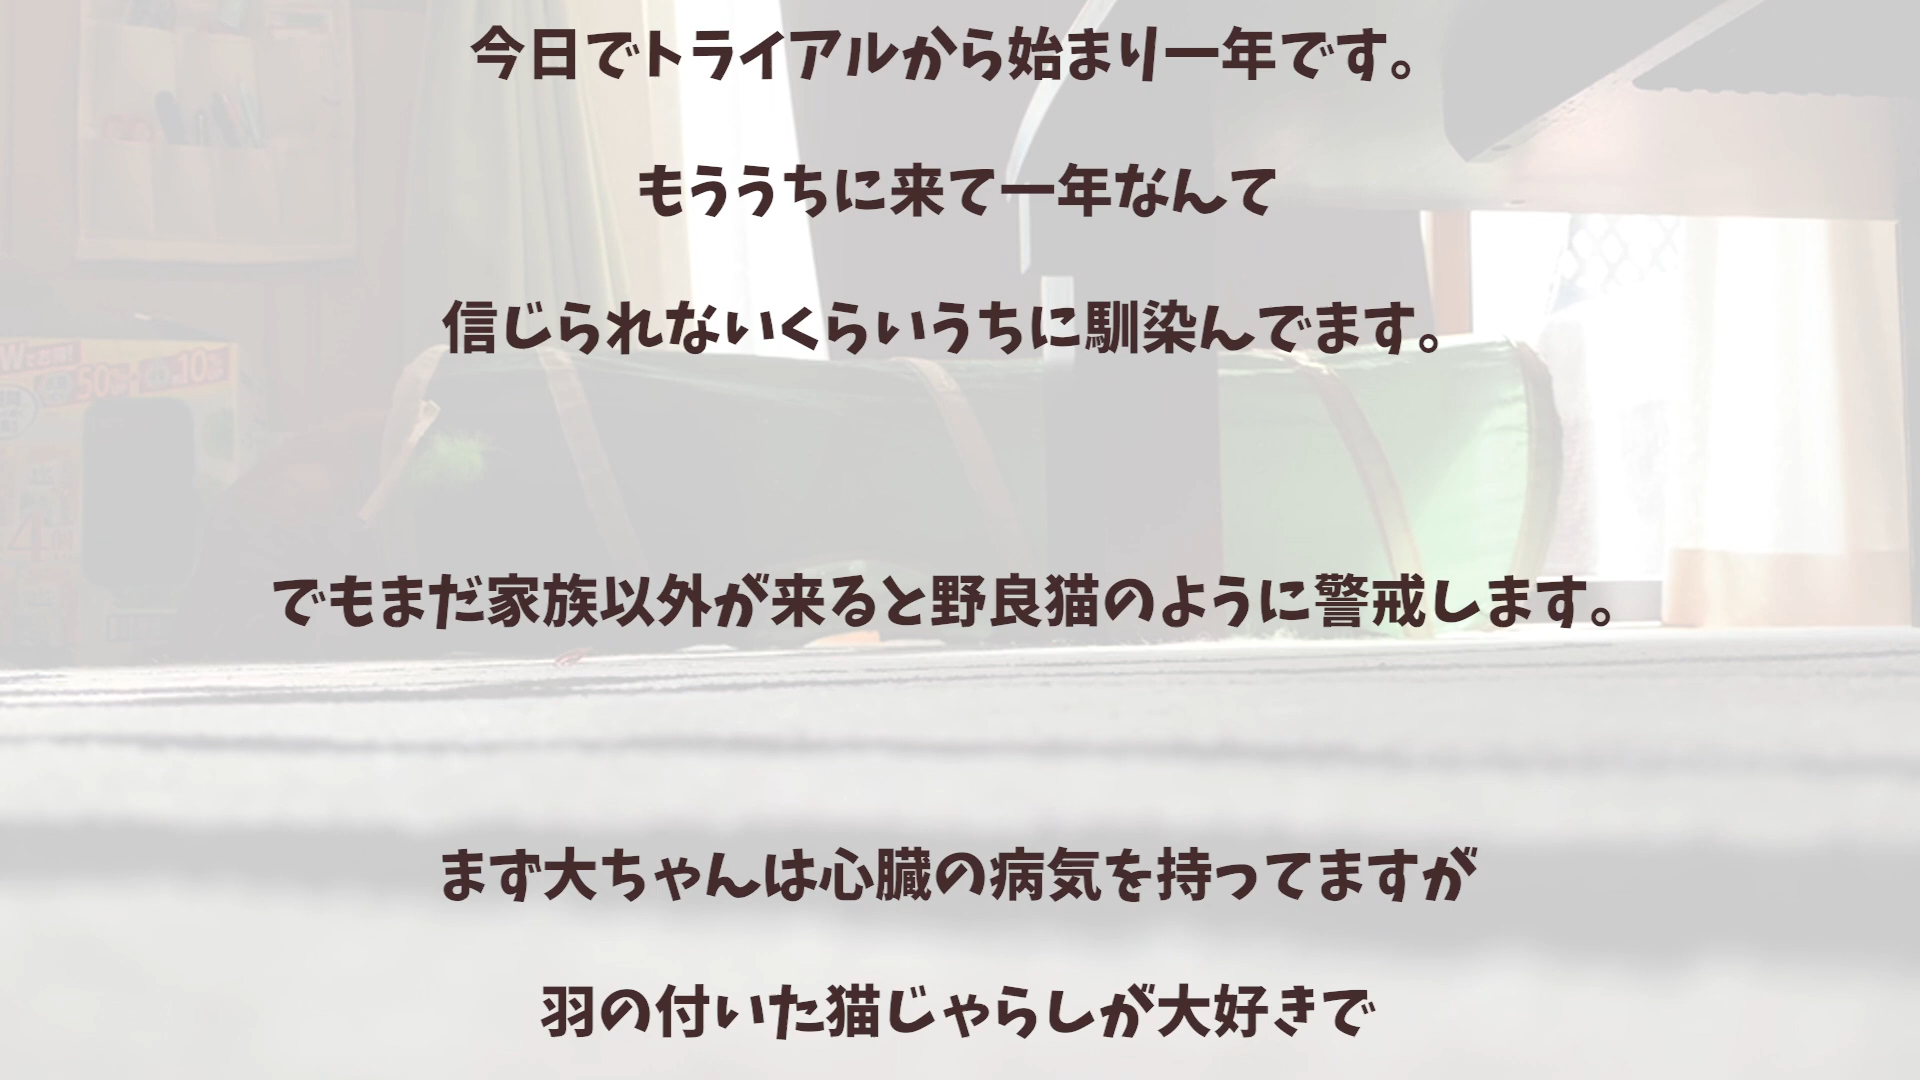 今日でトライアルから始まり一年です。
もううちに来て一年なんて
信じられないくらいうちに馴染んでます。
でもまだ家族以外が来ると野良猫のように警戒します。
まず大ちゃんは心臓の病気を持ってますが
羽の付いた猫じゃらしが大好きで